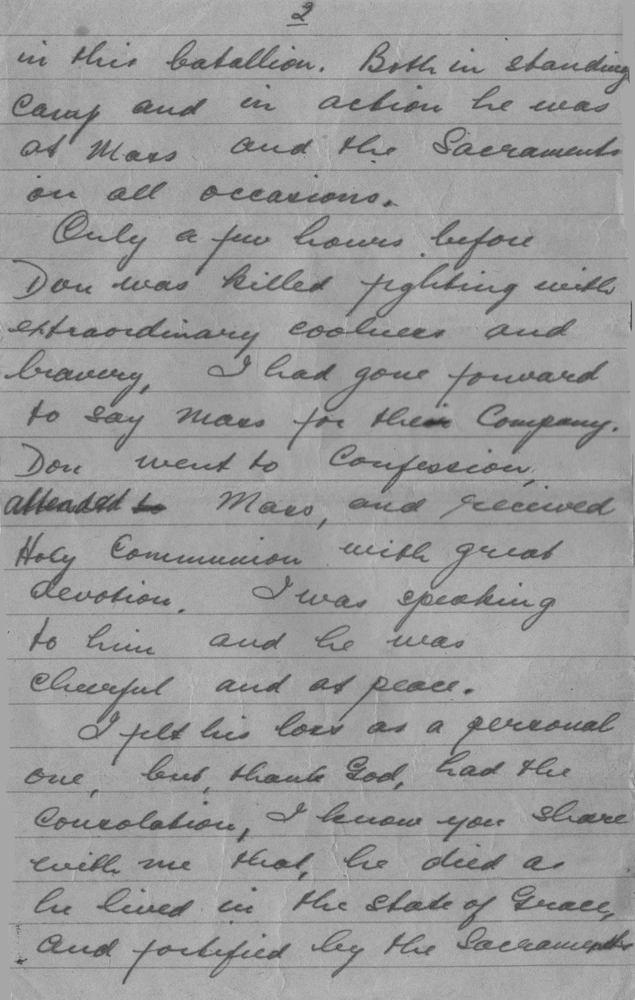 2
in this batallion. Both in standing
Camp and in action he was
at Mass and the Sacraments
on all occasions.
Only a few hours before
Don was killed fighting with
extraordinary coolness and
bravery, I had gone forward
to say Mass for their Company.
Don went to Confession,
attended to Mass, and received
Holy Communion with great
devotion. I was speaking
to him and he was
cheerful and at peace.
I felt his loss as a personal
one, but, thank God, had the
Consolation, I know you share
with me that, he died as
he lived in the state of Grace,
and fortified by the Sacraments